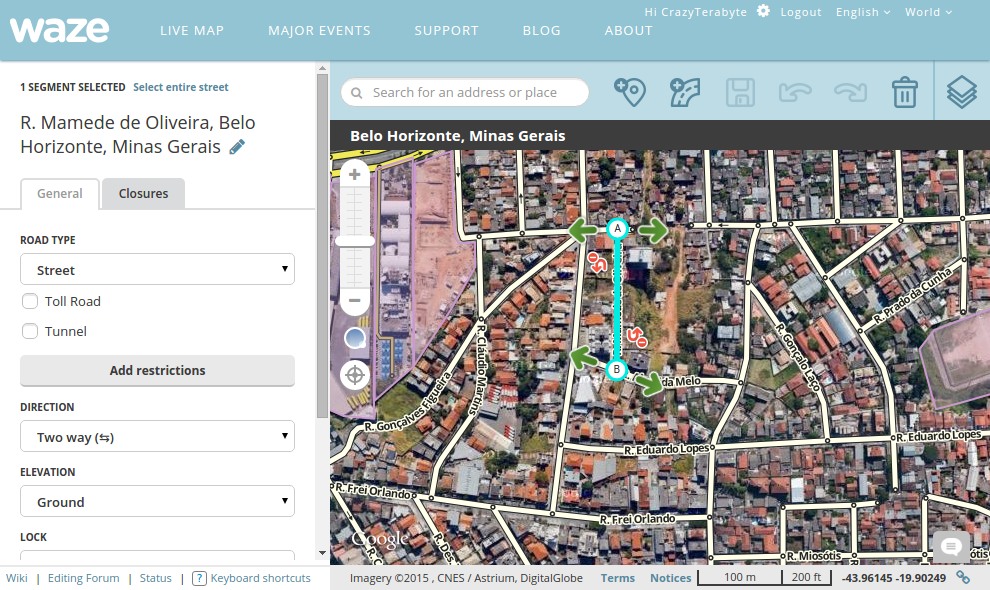 Hi CrazyTerabyte Logout English World
waze LIVE MAP MAJOR EVENTS SUPPORT BLOG ABOUT
1 SEGMENT SELECTED Select entire street
R. Mamede de Oliveira, Belo
Horizonte, Minas Gerais
General Closures
ROAD TYPE
Street
Toll Road
Tunnel
Add restrictions
DIRECTION
Two way (⇆)
ELEVATION
Ground
LOCK
Search for an address or place
Belo Horizonte, Minas Gerais
A
B
da Melo
R. Prado da Cunha
R. Gonçalo Laço
R. Cláudio Martins
R. Gonçalves Figueira
R. Eduardo Lopes
R. Eduardo Lopes
R. Frei Orlando
R. Frei Orlando
R. Des.
R. Miosótis
ótis
Google
Wiki | Editing Forum | Status | ? Keyboard shortcuts
Imagery ©2015 , CNES / Astrium, DigitalGlobe Terms Notices 100 m 200 ft -43.96145 -19.90249